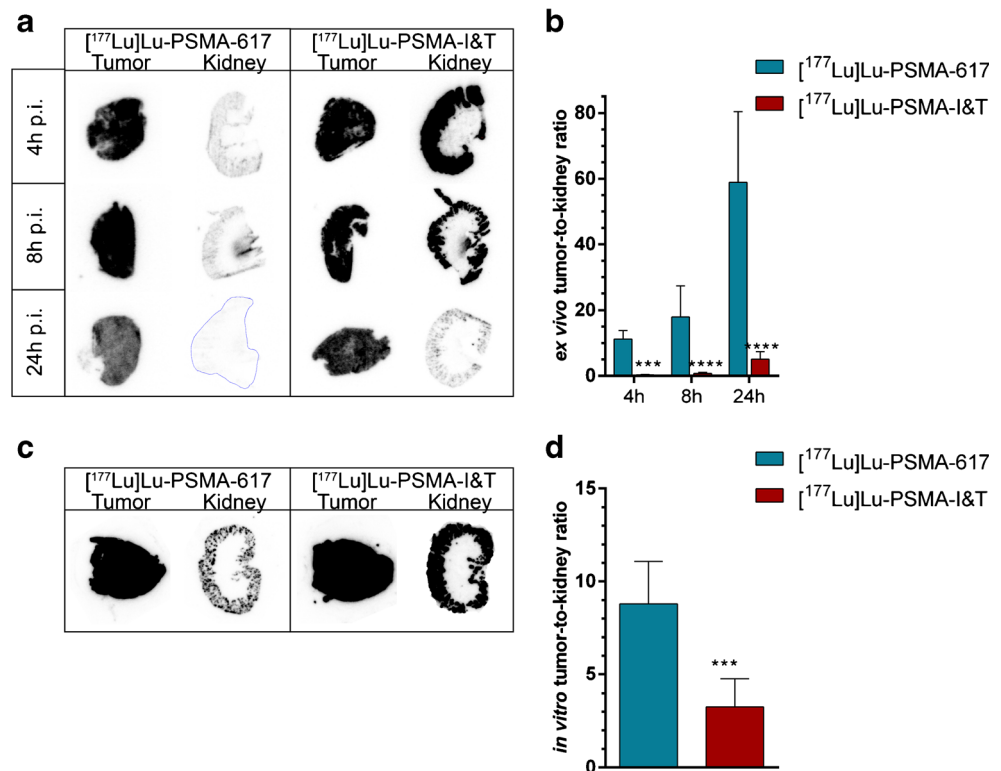 a
[¹⁷⁷Lu]Lu-PSMA-617 [¹⁷⁷Lu]Lu-PSMA-I&T
Tumor Kidney Tumor Kidney
4h p.i.
8h p.i.
24h p.i.
b
[¹⁷⁷Lu]Lu-PSMA-617
[¹⁷⁷Lu]Lu-PSMA-I&T
ex vivo tumor-to-kidney ratio
80
60
40
20
0
*** **** ****
4h 8h 24h
c
[¹⁷⁷Lu]Lu-PSMA-617 [¹⁷⁷Lu]Lu-PSMA-I&T
Tumor Kidney Tumor Kidney
d
[¹⁷⁷Lu]Lu-PSMA-617
[¹⁷⁷Lu]Lu-PSMA-I&T
in vitro tumor-to-kidney ratio
15
10
5
0
***